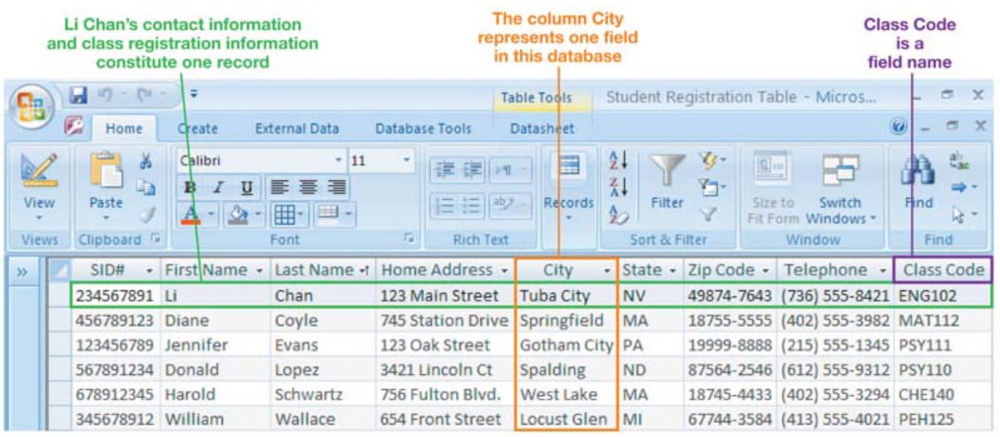 Li Chan's contact information
and class registration information
constitute one record
The column City
represents one field
in this database
Class Code
is a
field name
Table Tools Student Registration Table - Micros...
Home Create External Data Database Tools Datasheet
Calibri 11
B I U
View Paste Records Filter Size to Fit Form Switch Windows Find
Views Clipboard Font Rich Text Sort & Filter Window Find
SID# First Name Last Name Home Address City State Zip Code Telephone Class Code
234567891 Li Chan 123 Main Street Tuba City NV 49874-7643 (736) 555-8421 ENG102
456789123 Diane Coyle 745 Station Drive Springfield MA 18755-5555 (402) 555-3982 MAT112
123456789 Jennifer Evans 123 Oak Street Gotham City PA 19999-8888 (215) 555-1345 PSY111
567891234 Donald Lopez 3421 Lincoln Ct Spalding ND 87564-2546 (612) 555-9312 PSY110
678912345 Harold Schwartz 756 Fulton Blvd. West Lake MA 18745-4433 (402) 555-3294 CHE140
345678912 William Wallace 654 Front Street Locust Glen MI 67744-3584 (413) 555-4021 PEH125